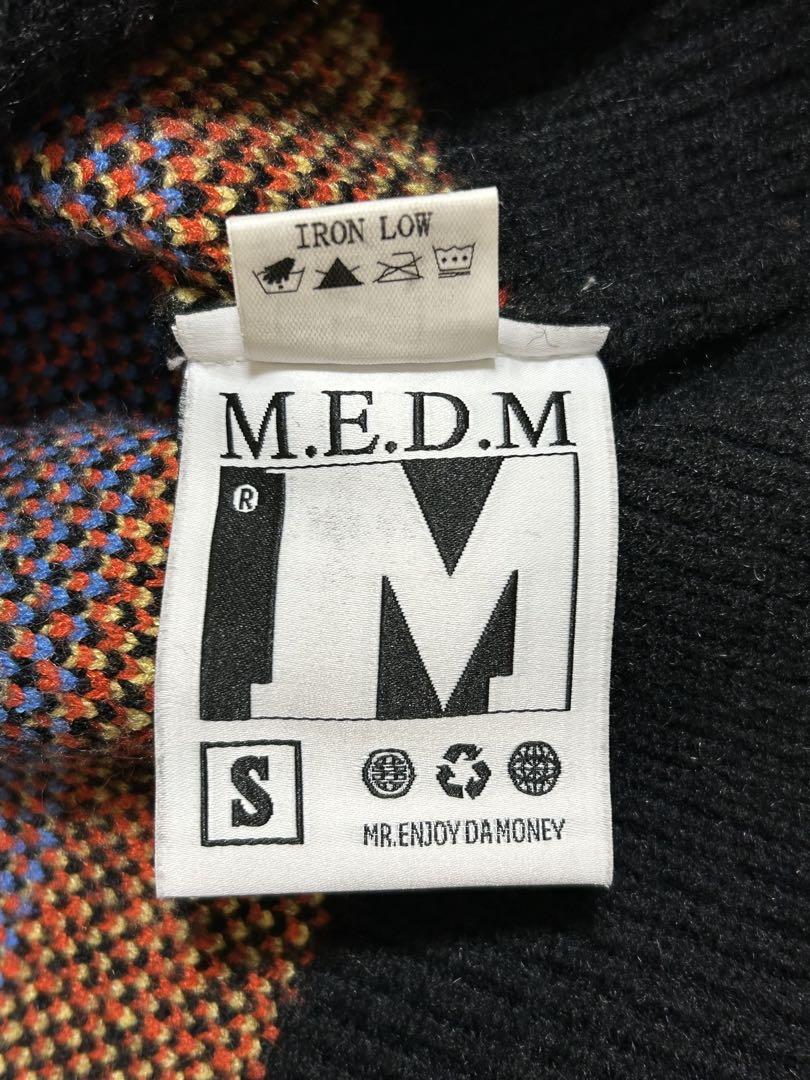 IRON LOW
M.E.D.M
®
M
S
MR.ENJOY DA MONEY